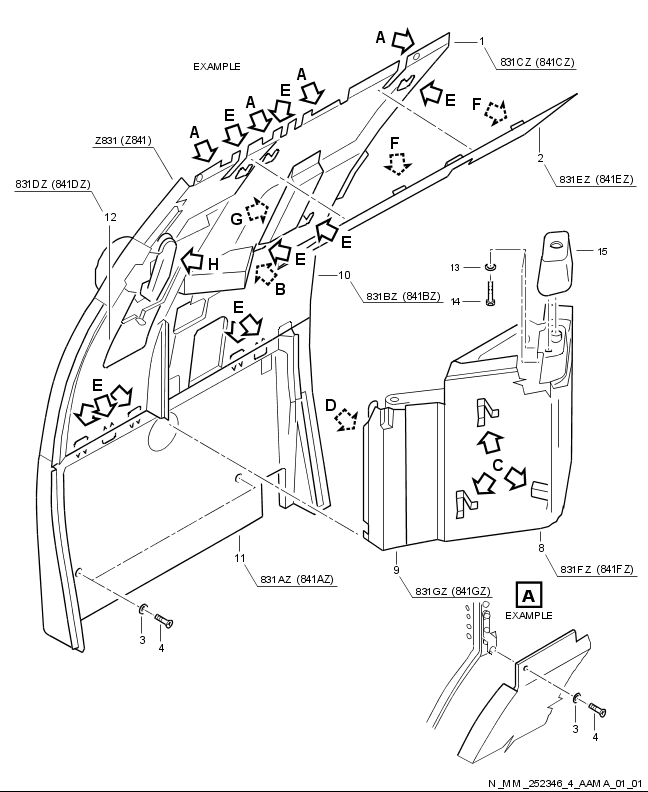 A
1
831CZ (841CZ)
EXAMPLE
A
E
A
E
A
E
F
A
E
Z831 (Z841)
F
2
831EZ (841EZ)
831DZ (841DZ)
12
G
E
15
H
E
13
B
10
831BZ (841BZ)
14
E
E
D
C
8
11
831AZ (841AZ)
9
831FZ (841FZ)
831GZ (841GZ)
A
EXAMPLE
3
4
3
4
N_MM_252346_4_AAMA_01_01